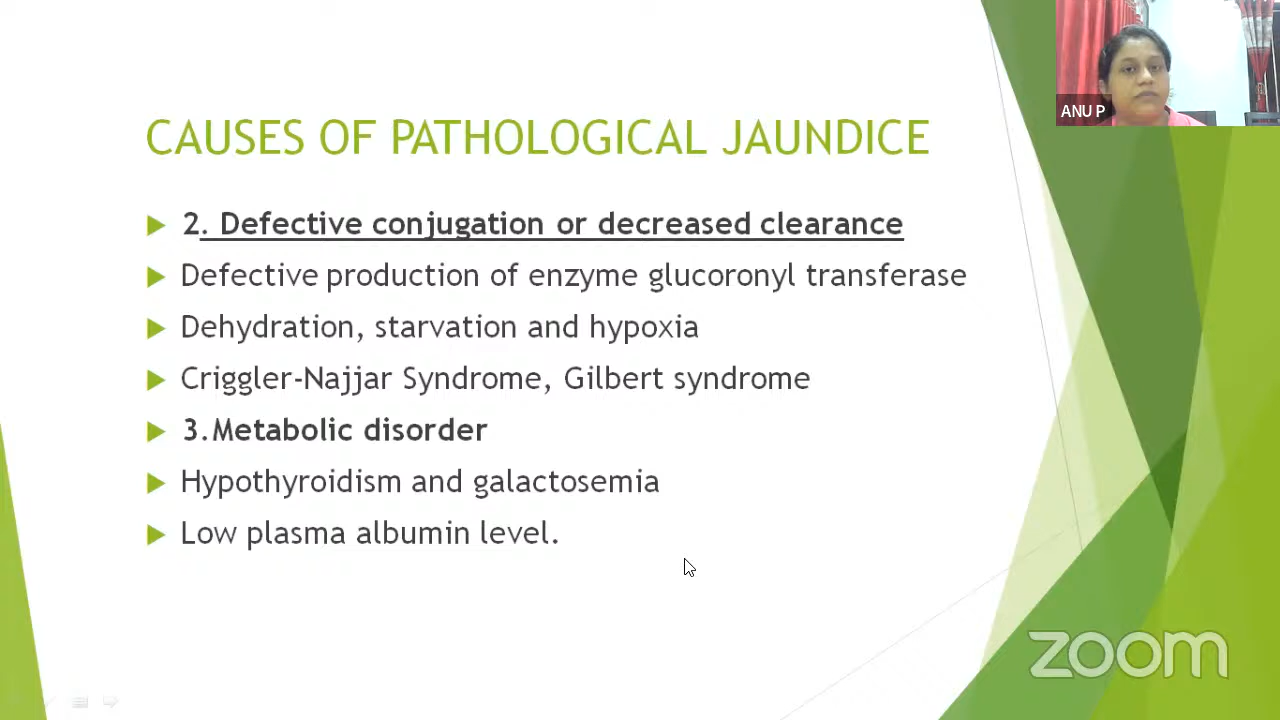 ANU P
CAUSES OF PATHOLOGICAL JAUNDICE
2. Defective conjugation or decreased clearance
Defective production of enzyme glucoronyl transferase
Dehydration, starvation and hypoxia
Criggler-Najjar Syndrome, Gilbert syndrome
3.Metabolic disorder
Hypothyroidism and galactosemia
Low plasma albumin level.
zoom